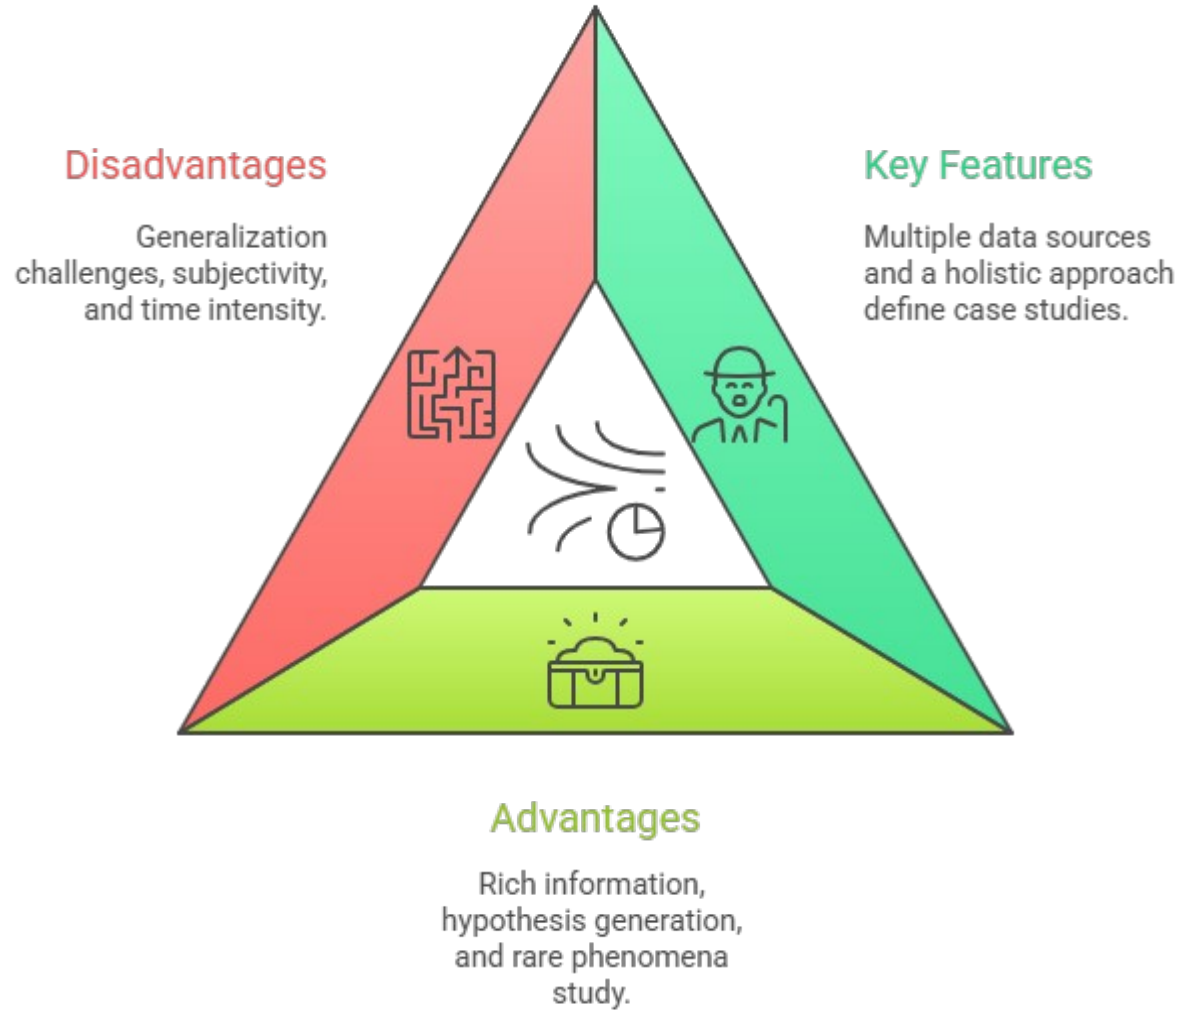 Disadvantages
Generalization
challenges, subjectivity,
and time intensity.
Key Features
Multiple data sources
and a holistic approach
define case studies.
Advantages
Rich information,
hypothesis generation,
and rare phenomena
study.